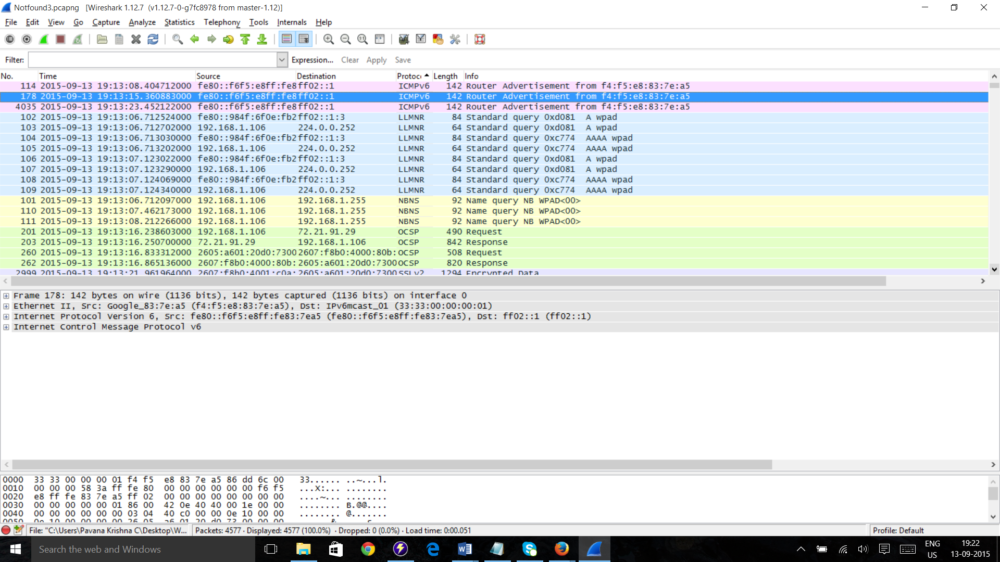 Notfound3.pcapng   [Wireshark 1.12.7  (v1.12.7-0-g7fc8978 from master-1.12)]
File Edit View Go Capture Analyze Statistics Telephony Tools Internals Help
Filter: Expression... Clear Apply Save
No. Time Source Destination Protoc Length Info
114 2015-09-13 19:13:08.404712000 fe80::f6f5:e8ff:fe8 ff02::1 ICMPv6 142 Router Advertisement from f4:f5:e8:83:7e:a5
178 2015-09-13 19:13:15.360883000 fe80::f6f5:e8ff:fe8 ff02::1 ICMPv6 142 Router Advertisement from f4:f5:e8:83:7e:a5
4035 2015-09-13 19:13:23.452122000 fe80::f6f5:e8ff:fe8 ff02::1 ICMPv6 142 Router Advertisement from f4:f5:e8:83:7e:a5
102 2015-09-13 19:13:06.712524000 fe80::984f:6f0e:fb2 ff02::1:3 LLMNR 84 Standard query 0xd081  A wpad
103 2015-09-13 19:13:06.712702000 192.168.1.106 224.0.0.252 LLMNR 64 Standard query 0xd081  A wpad
104 2015-09-13 19:13:06.713030000 fe80::984f:6f0e:fb2 ff02::1:3 LLMNR 84 Standard query 0xc774  AAAA wpad
105 2015-09-13 19:13:06.713202000 192.168.1.106 224.0.0.252 LLMNR 64 Standard query 0xc774  AAAA wpad
106 2015-09-13 19:13:07.123022000 fe80::984f:6f0e:fb2 ff02::1:3 LLMNR 84 Standard query 0xd081  A wpad
107 2015-09-13 19:13:07.123290000 192.168.1.106 224.0.0.252 LLMNR 64 Standard query 0xd081  A wpad
108 2015-09-13 19:13:07.124069000 fe80::984f:6f0e:fb2 ff02::1:3 LLMNR 84 Standard query 0xc774  AAAA wpad
109 2015-09-13 19:13:07.124340000 192.168.1.106 224.0.0.252 LLMNR 64 Standard query 0xc774  AAAA wpad
101 2015-09-13 19:13:06.712097000 192.168.1.106 192.168.1.255 NBNS 92 Name query NB WPAD<00>
110 2015-09-13 19:13:07.462173000 192.168.1.106 192.168.1.255 NBNS 92 Name query NB WPAD<00>
111 2015-09-13 19:13:08.212266000 192.168.1.106 192.168.1.255 NBNS 92 Name query NB WPAD<00>
201 2015-09-13 19:13:16.238603000 192.168.1.106 72.21.91.29 OCSP 490 Request
203 2015-09-13 19:13:16.250700000 72.21.91.29 192.168.1.106 OCSP 842 Response
260 2015-09-13 19:13:16.833312000 2605:a601:20d0:7300 2607:f8b0:4000:80b: OCSP 508 Request
262 2015-09-13 19:13:16.865136000 2607:f8b0:4000:80b: 2605:a601:20d0:7300 OCSP 820 Response
2999 2015-09-13 19:13:21.961964000 2607:f8b0:4001:c0a: 2605:a601:20d0:7300 SSLv2 1294 Encrypted Data
Frame 178: 142 bytes on wire (1136 bits), 142 bytes captured (1136 bits) on interface 0
Ethernet II, Src: Google_83:7e:a5 (f4:f5:e8:83:7e:a5), Dst: IPv6mcast_01 (33:33:00:00:00:01)
Internet Protocol Version 6, Src: fe80::f6f5:e8ff:fe83:7ea5 (fe80::f6f5:e8ff:fe83:7ea5), Dst: ff02::1 (ff02::1)
Internet Control Message Protocol v6
0000  33 33 00 00 00 01 f4 f5  e8 83 7e a5 86 dd 6c 00   33...... ..~...l.
0010  00 00 00 58 3a ff fe 80  00 00 00 00 00 00 f6 f5   ...X:... ........
0020  e8 ff fe 83 7e a5 ff 02  00 00 00 00 00 00 00 00   ....~... ........
0030  00 00 00 00 00 01 86 00  42 0e 40 40 00 1e 00 00   ........ B.@@....
0040  00 00 00 00 00 00 03 04  40 c0 00 00 0e 10 00 00   ........ @.......
0050  0e 10 00 00 00 00 26 05  a6 01 20 d0 73 00 00 00   ......&. .. .s...
File: "C:\Users\Pavana Krishna C\Desktop\W... Packets: 4577 · Displayed: 4577 (100.0%)  · Dropped: 0 (0.0%) · Load time: 0:00.051 Profile: Default
Search the web and Windows
ENG
US
19:22
13-09-2015